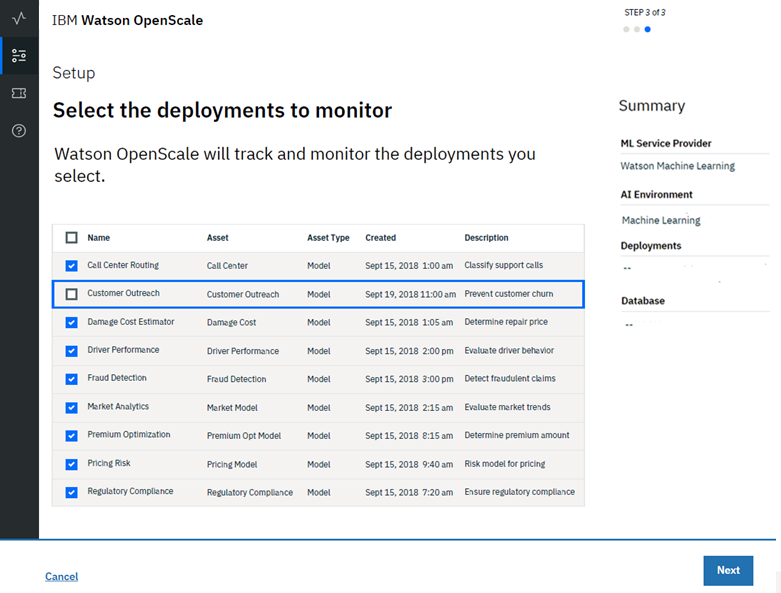 IBM Watson OpenScale
STEP 3 of 3
Setup
Select the deployments to monitor
Watson OpenScale will track and monitor the deployments you
select.
Name Asset Asset Type Created Description
Call Center Routing Call Center Model Sept 15, 2018 1:00 am Classify support calls
Customer Outreach Customer Outreach Model Sept 19, 2018 11:00 am Prevent customer churn
Damage Cost Estimator Damage Cost Model Sept 15, 2018 1:05 am Determine repair price
Driver Performance Driver Performance Model Sept 15, 2018 2:00 pm Evaluate driver behavior
Fraud Detection Fraud Detection Model Sept 15, 2018 3:00 pm Detect fraudulent claims
Market Analytics Market Model Model Sept 15, 2018 2:15 am Evaluate market trends
Premium Optimization Premium Opt Model Model Sept 15, 2018 8:15 am Determine premium amount
Pricing Risk Pricing Model Model Sept 15, 2018 9:40 am Risk model for pricing
Regulatory Compliance Regulatory Compliance Model Sept 15, 2018 7:20 am Ensure regulatory compliance
Summary
ML Service Provider
Watson Machine Learning
AI Environment
Machine Learning
Deployments
--
Database
--
Cancel
Next